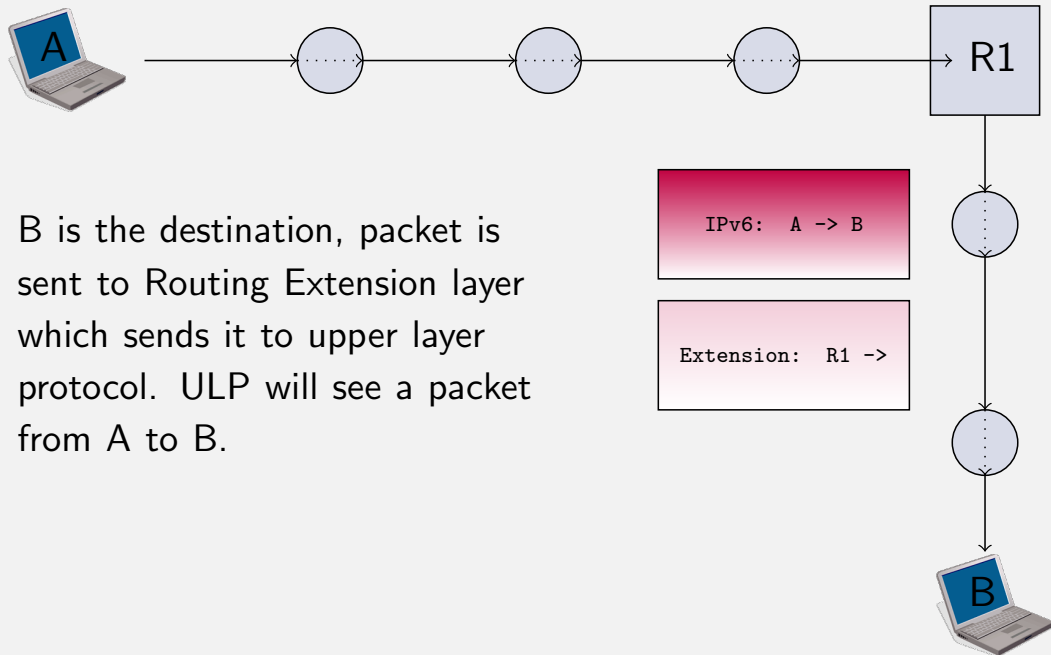 A
R1
IPv6: A -> B
B is the destination, packet is
sent to Routing Extension layer
which sends it to upper layer
protocol. ULP will see a packet
from A to B.
Extension: R1 ->
B